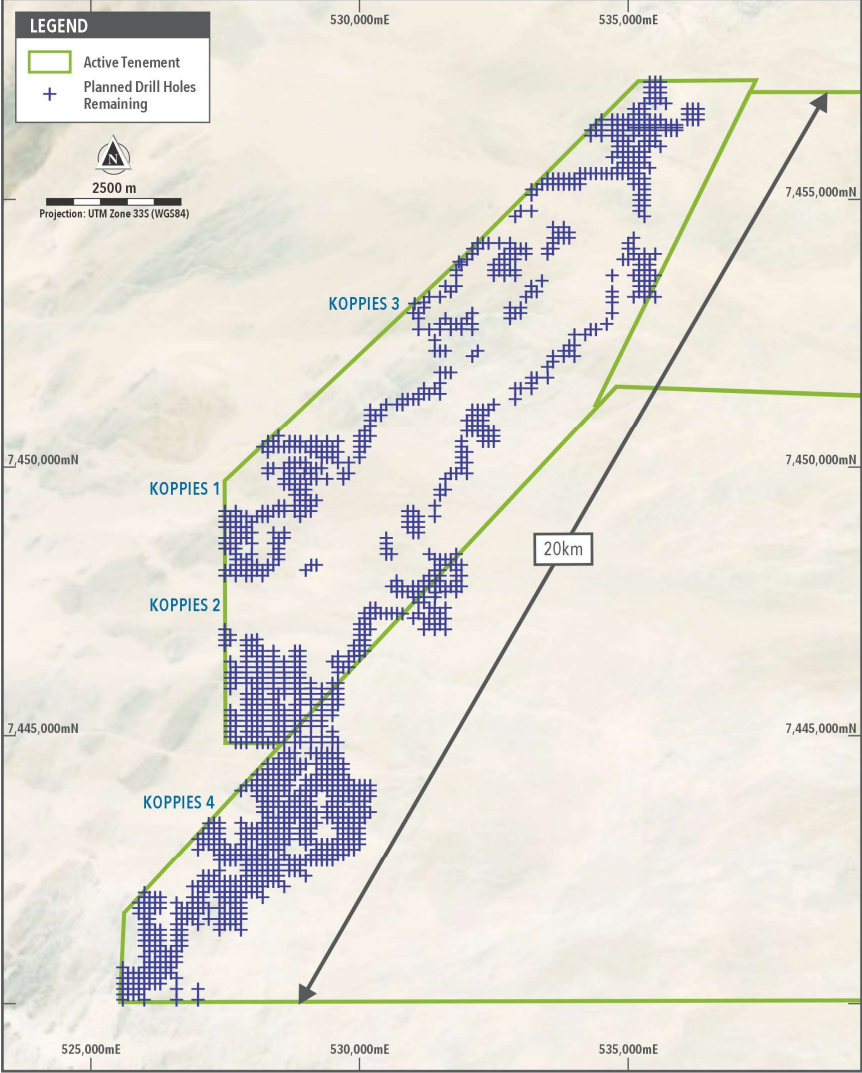 530,000mE
535,000mE
LEGEND
Active Tenement
Planned Drill Holes
Remaining
N
2500 m
Projection: UTM Zone 33S (WGS84)
7,455,000mN
KOPPIES 3
7,450,000mN
7,450,000mN
KOPPIES 1
20km
KOPPIES 2
7,445,000mN
7,445,000mN
KOPPIES 4
525,000mE
530,000mE
535,000mE